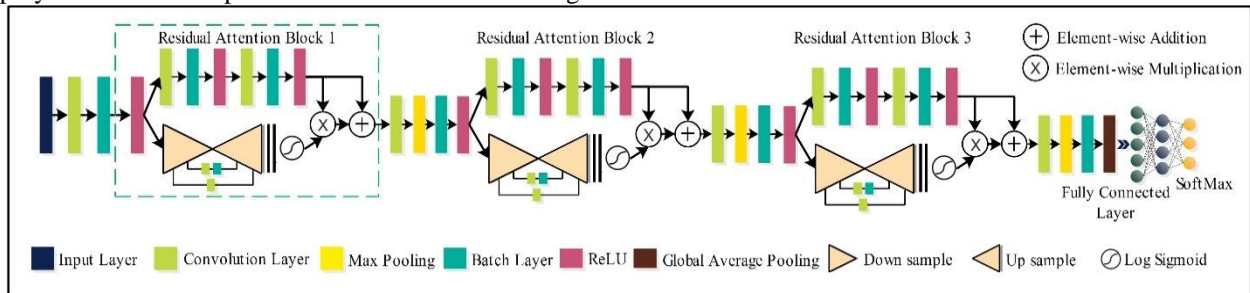 Residual Attention Block 1
Residual Attention Block 2
Residual Attention Block 3
+ Element-wise Addition
X Element-wise Multiplication
X
+
X
+
X
+
Fully Connected
Layer
SoftMax
Input Layer
Convolution Layer
Max Pooling
Batch Layer
ReLU
Global Average Pooling
Down sample
Up sample
Log Sigmoid